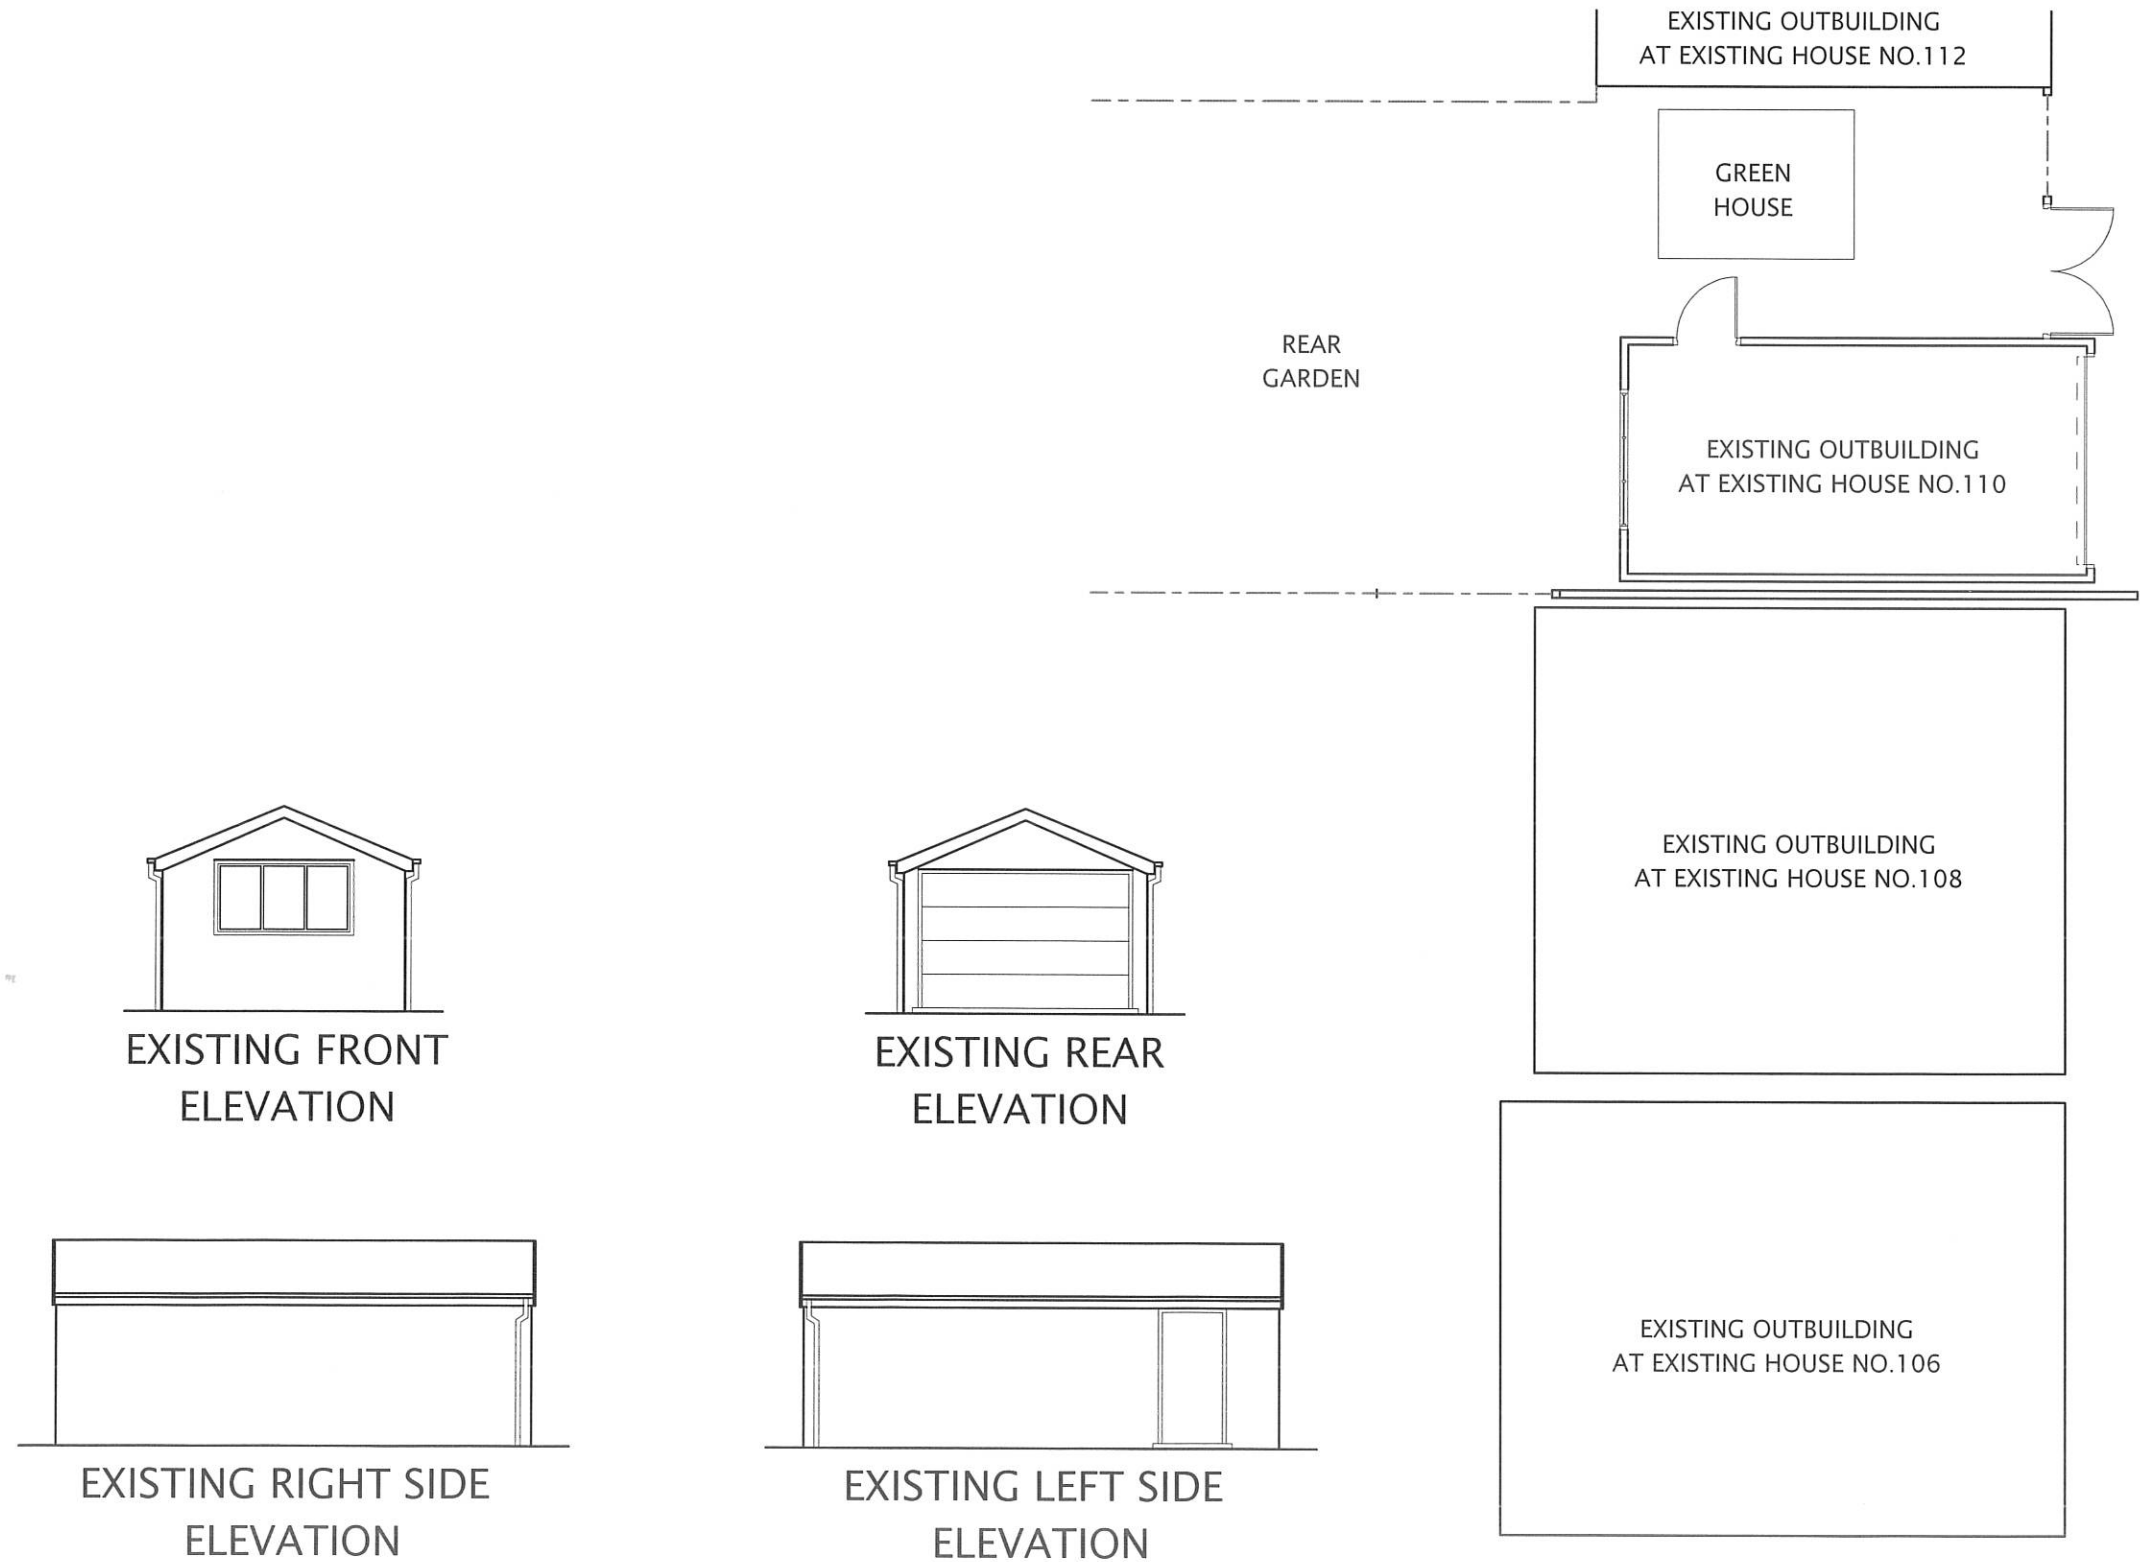 EXISTING OUTBUILDING
AT EXISTING HOUSE NO.112
GREEN
HOUSE
REAR
GARDEN
EXISTING OUTBUILDING
AT EXISTING HOUSE NO.110
EXISTING OUTBUILDING
AT EXISTING HOUSE NO.108
EXISTING FRONT
ELEVATION
EXISTING REAR
ELEVATION
EXISTING OUTBUILDING
AT EXISTING HOUSE NO.106
EXISTING RIGHT SIDE
ELEVATION
EXISTING LEFT SIDE
ELEVATION